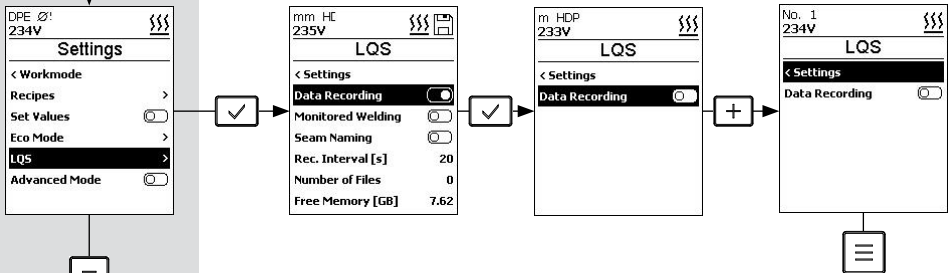 DPE Ø!
234V
Settings
< Workmode
Recipes >
Set Values
Eco Mode >
LQS >
Advanced Mode
mm HD
235V
LQS
< Settings
Data Recording
Monitored Welding
Seam Naming
Rec. Interval [s] 20
Number of Files 0
Free Memory [GB] 7.62
m HDP
233V
LQS
< Settings
Data Recording
No. 1
234V
LQS
< Settings
Data Recording